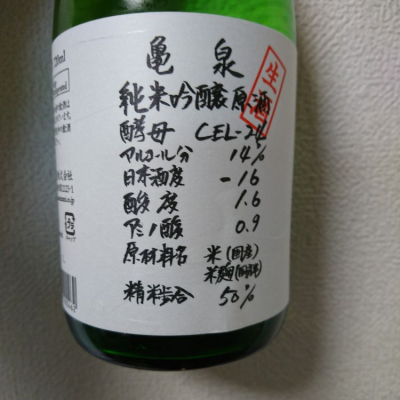 亀泉
生
純米吟醸原酒
酵母 CEL-24
アルコール分 14%
日本酒度 -16
酸度 1.6
アミノ酸 0.9
原材料名 米(国産)
米麹(国産米)
精米歩合 50%
720ml